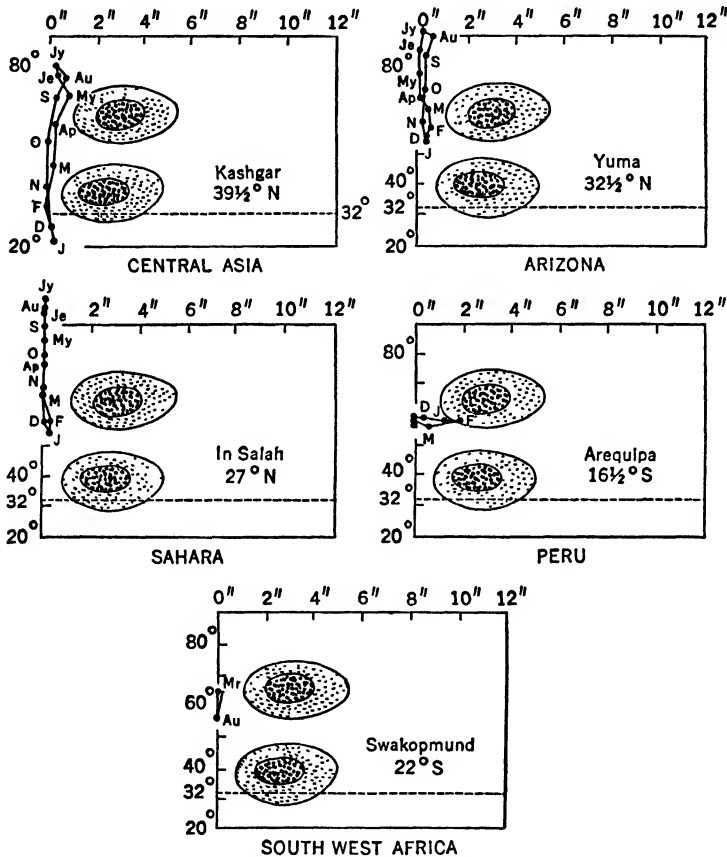 0" 2" 4" 6" 8" 10" 12"
80°
Jy
Je
Au
S
My
Ap
O
M
N
F
D
J
20°
Kashgar
39½° N
32°
CENTRAL ASIA
0" 2" 4" 6" 8" 10" 12"
80°
Jy
Au
Je
S
My
Ap
O
M
N
F
D
J
40°
32°
20°
Yuma
32½° N
ARIZONA
2" 4" 6" 8" 10" 12"
Jy
Au
Je
S
My
O
Ap
N
M
D
F
J
40°
32°
20°
In Salah
27° N
SAHARA
0" 2" 4" 6" 8" 10" 12"
80°
D
J
F
M
40°
32°
20°
Arequipa
16½° S
PERU
0" 2" 4" 6" 8" 10" 12"
80°
60°
Mr
Au
40°
32°
20°
Swakopmund
22° S
SOUTH WEST AFRICA